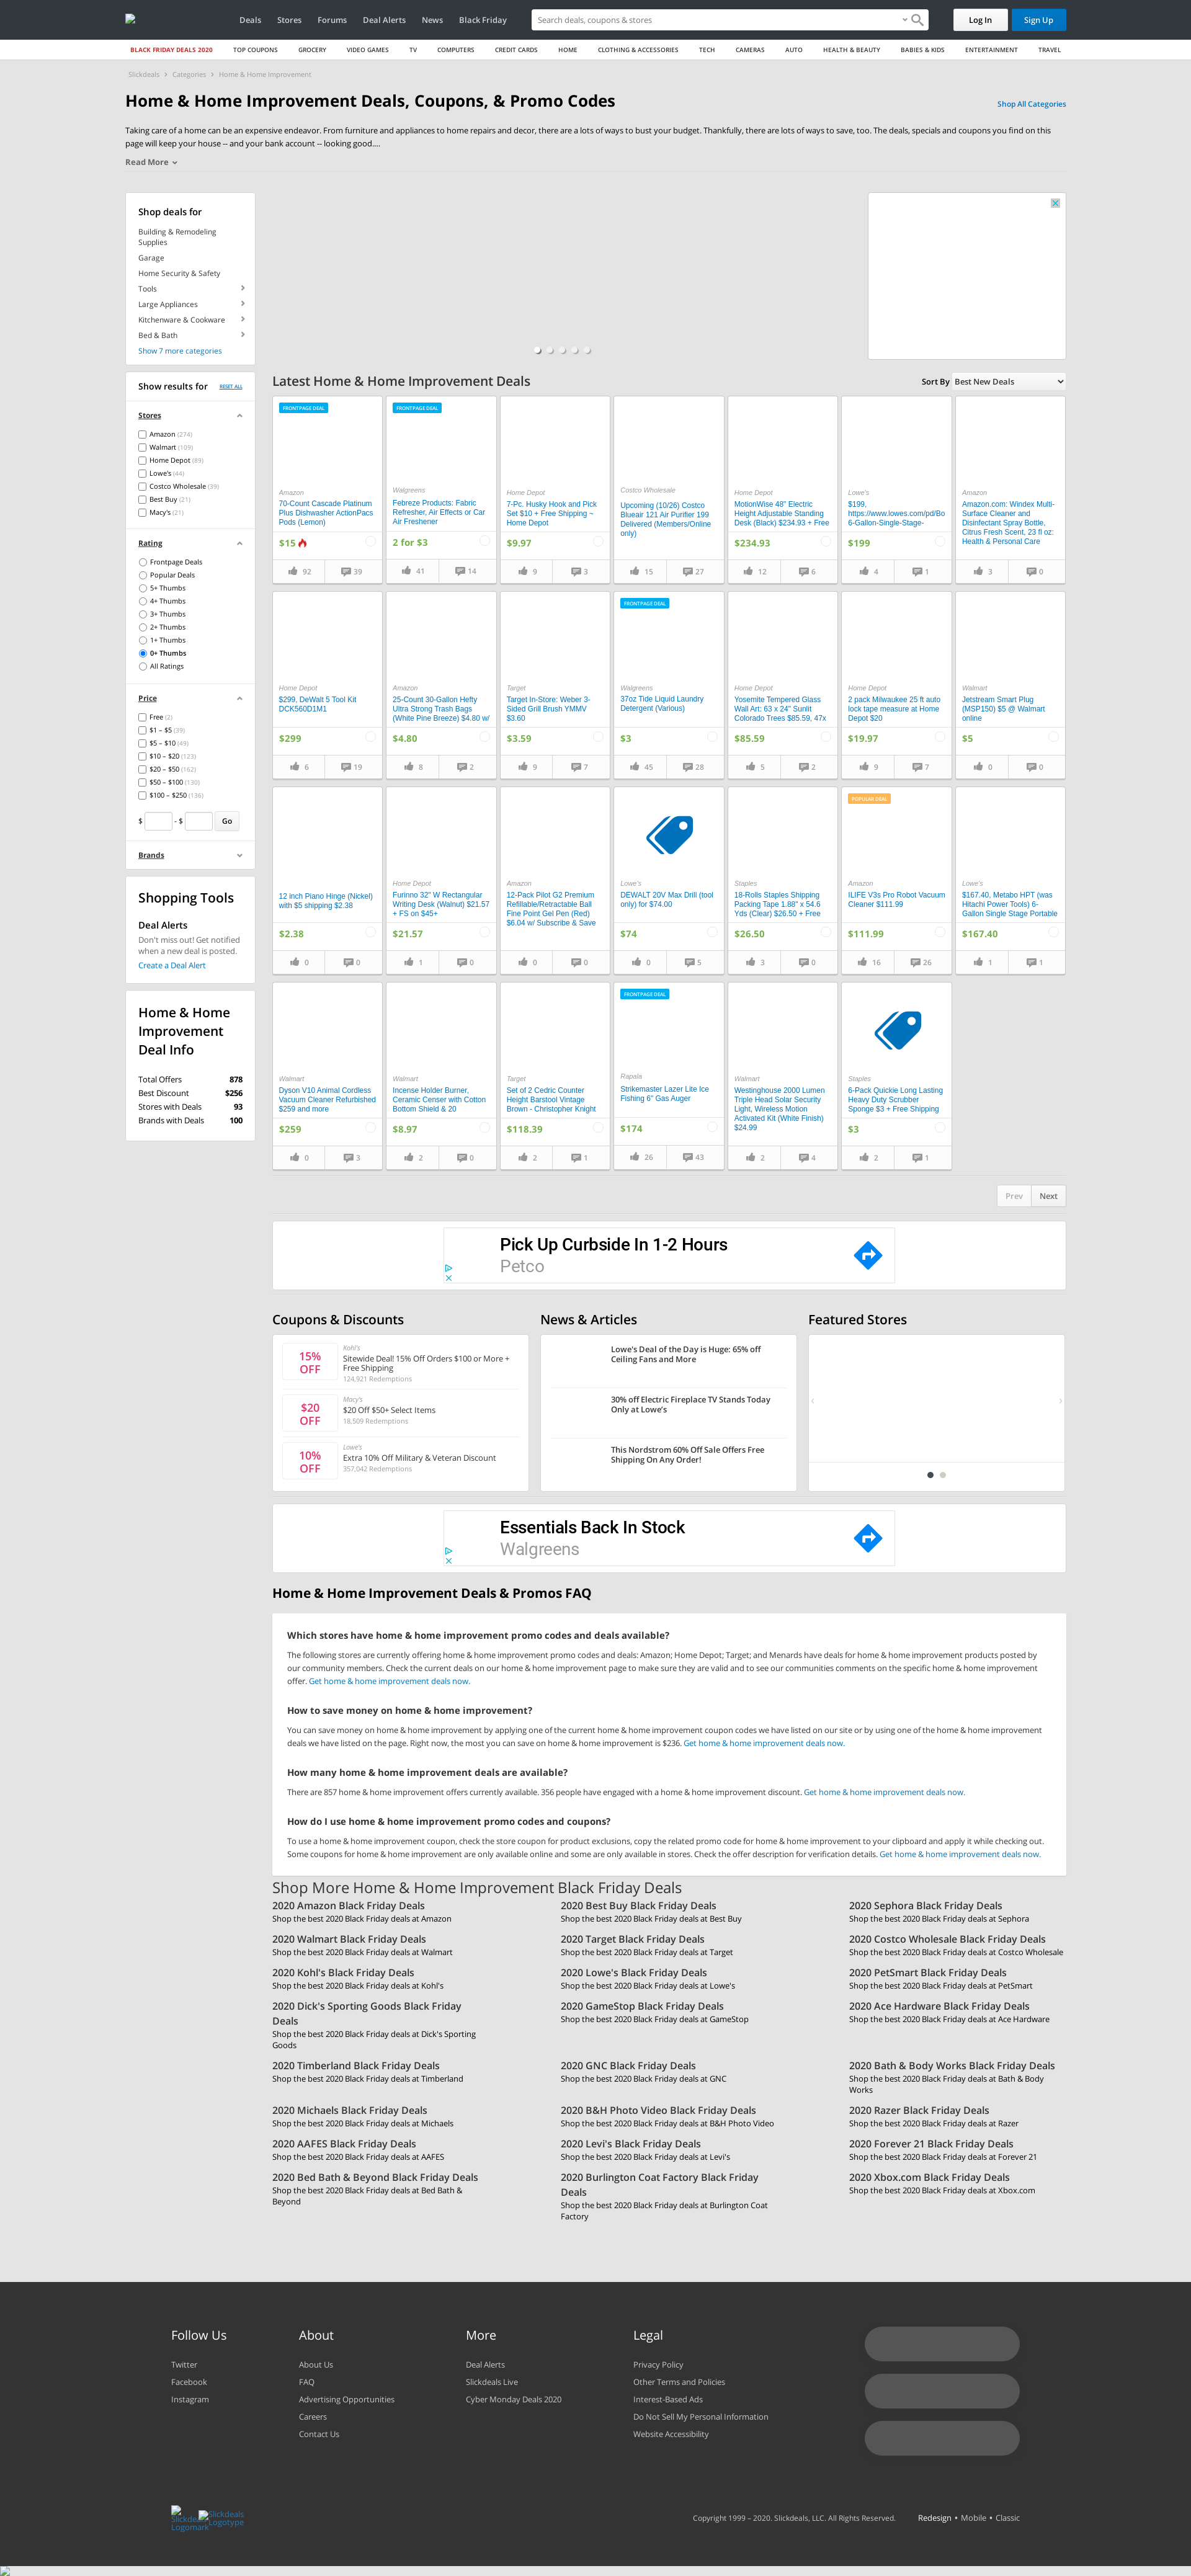 Deals Stores Forums Deal Alerts News Black Friday Search deals, coupons & stores Log In Sign Up
BLACK FRIDAY DEALS 2020 TOP COUPONS GROCERY VIDEO GAMES TV COMPUTERS CREDIT CARDS HOME CLOTHING & ACCESSORIES TECH CAMERAS AUTO HEALTH & BEAUTY BABIES & KIDS ENTERTAINMENT TRAVEL
Slickdeals Categories Home & Home Improvement
Home & Home Improvement Deals, Coupons, & Promo Codes
Shop All Categories
Taking care of a home can be an expensive endeavor. From furniture and appliances to home repairs and decor, there are a lots of ways to bust your budget. Thankfully, there are lots of ways to save, too. The deals, specials and coupons you find on this
page will keep your house -- and your bank account -- looking good....
Read More
Shop deals for
Building & Remodeling
Supplies
Garage
Home Security & Safety
Tools
Large Appliances
Kitchenware & Cookware
Bed & Bath
Show 7 more categories
Show results for RESET ALL
Stores
Amazon (274)
Walmart (109)
Home Depot (89)
Lowe's (44)
Costco Wholesale (39)
Best Buy (21)
Macy's (21)
Rating
Frontpage Deals
Popular Deals
5+ Thumbs
4+ Thumbs
3+ Thumbs
2+ Thumbs
1+ Thumbs
0+ Thumbs
All Ratings
Price
Free (2)
$1 – $5 (39)
$5 – $10 (49)
$10 – $20 (123)
$20 – $50 (162)
$50 – $100 (130)
$100 – $250 (136)
$ - $ Go
Brands
Shopping Tools
Deal Alerts
Don't miss out! Get notified
when a new deal is posted.
Create a Deal Alert
Home & Home
Improvement
Deal Info
Total Offers 878
Best Discount $256
Stores with Deals 93
Brands with Deals 100
Latest Home & Home Improvement Deals
Sort By Best New Deals
FRONTPAGE DEAL
Amazon
70-Count Cascade Platinum
Plus Dishwasher ActionPacs
Pods (Lemon)
$15
92 39
FRONTPAGE DEAL
Walgreens
Febreze Products: Fabric
Refresher, Air Effects or Car
Air Freshener
2 for $3
41 14
Home Depot
7-Pc. Husky Hook and Pick
Set $10 + Free Shipping ~
Home Depot
$9.97
9 3
Costco Wholesale
Upcoming (10/26) Costco
Blueair 121 Air Purifier 199
Delivered (Members/Online
only)
15 27
Home Depot
MotionWise 48" Electric
Height Adjustable Standing
Desk (Black) $234.93 + Free
$234.93
12 6
Lowe's
$199,
https://www.lowes.com/pd/Bo
6-Gallon-Single-Stage-
$199
4 1
Amazon
Amazon.com: Windex Multi-
Surface Cleaner and
Disinfectant Spray Bottle,
Citrus Fresh Scent, 23 fl oz:
Health & Personal Care
3 0
Home Depot
$299, DeWalt 5 Tool Kit
DCK560D1M1
$299
6 19
Amazon
25-Count 30-Gallon Hefty
Ultra Strong Trash Bags
(White Pine Breeze) $4.80 w/
$4.80
8 2
Target
Target In-Store: Weber 3-
Sided Grill Brush YMMV
$3.60
$3.59
9 7
FRONTPAGE DEAL
Walgreens
37oz Tide Liquid Laundry
Detergent (Various)
$3
45 28
Home Depot
Yosemite Tempered Glass
Wall Art: 63 x 24" Sunlit
Colorado Trees $85.59, 47x
$85.59
5 2
Home Depot
2 pack Milwaukee 25 ft auto
lock tape measure at Home
Depot $20
$19.97
9 7
Walmart
Jetstream Smart Plug
(MSP150) $5 @ Walmart
online
$5
0 0
12 inch Piano Hinge (Nickel)
with $5 shipping $2.38
$2.38
0 0
Home Depot
Furinno 32" W Rectangular
Writing Desk (Walnut) $21.57
+ FS on $45+
$21.57
1 0
Amazon
12-Pack Pilot G2 Premium
Refillable/Retractable Ball
Fine Point Gel Pen (Red)
$6.04 w/ Subscribe & Save
0 0
Lowe's
DEWALT 20V Max Drill (tool
only) for $74.00
$74
0 5
Staples
18-Rolls Staples Shipping
Packing Tape 1.88" x 54.6
Yds (Clear) $26.50 + Free
$26.50
3 0
POPULAR DEAL
Amazon
ILIFE V3s Pro Robot Vacuum
Cleaner $111.99
$111.99
16 26
Lowe's
$167.40, Metabo HPT (was
Hitachi Power Tools) 6-
Gallon Single Stage Portable
$167.40
1 1
Walmart
Dyson V10 Animal Cordless
Vacuum Cleaner Refurbished
$259 and more
$259
0 3
Walmart
Incense Holder Burner,
Ceramic Censer with Cotton
Bottom Shield & 20
$8.97
2 0
Target
Set of 2 Cedric Counter
Height Barstool Vintage
Brown - Christopher Knight
$118.39
2 1
FRONTPAGE DEAL
Rapala
Strikemaster Lazer Lite Ice
Fishing 6" Gas Auger
$174
26 43
Walmart
Westinghouse 2000 Lumen
Triple Head Solar Security
Light, Wireless Motion
Activated Kit (White Finish)
$24.99
2 4
Staples
6-Pack Quickie Long Lasting
Heavy Duty Scrubber
Sponge $3 + Free Shipping
$3
2 1
Prev Next
Pick Up Curbside In 1-2 Hours
Petco
Coupons & Discounts
15%
OFF
Kohl's
Sitewide Deal! 15% Off Orders $100 or More +
Free Shipping
124,921 Redemptions
$20
OFF
Macy's
$20 Off $50+ Select Items
18,509 Redemptions
10%
OFF
Lowe's
Extra 10% Off Military & Veteran Discount
357,042 Redemptions
News & Articles
Lowe's Deal of the Day is Huge: 65% off
Ceiling Fans and More
30% off Electric Fireplace TV Stands Today
Only at Lowe's
This Nordstrom 60% Off Sale Offers Free
Shipping On Any Order!
Featured Stores
Essentials Back In Stock
Walgreens
Home & Home Improvement Deals & Promos FAQ
Which stores have home & home improvement promo codes and deals available?
The following stores are currently offering home & home improvement promo codes and deals: Amazon; Home Depot; Target; and Menards have deals for home & home improvement products posted by
our community members. Check the current deals on our home & home improvement page to make sure they are valid and to see our communities comments on the specific home & home improvement
offer. Get home & home improvement deals now.
How to save money on home & home improvement?
You can save money on home & home improvement by applying one of the current home & home improvement coupon codes we have listed on our site or by using one of the home & home improvement
deals we have listed on the page. Right now, the most you can save on home & home improvement is $236. Get home & home improvement deals now.
How many home & home improvement deals are available?
There are 857 home & home improvement offers currently available. 356 people have engaged with a home & home improvement discount. Get home & home improvement deals now.
How do I use home & home improvement promo codes and coupons?
To use a home & home improvement coupon, check the store coupon for product exclusions, copy the related promo code for home & home improvement to your clipboard and apply it while checking out.
Some coupons for home & home improvement are only available online and some are only available in stores. Check the offer description for verification details. Get home & home improvement deals now.
Shop More Home & Home Improvement Black Friday Deals
2020 Amazon Black Friday Deals
Shop the best 2020 Black Friday deals at Amazon
2020 Best Buy Black Friday Deals
Shop the best 2020 Black Friday deals at Best Buy
2020 Sephora Black Friday Deals
Shop the best 2020 Black Friday deals at Sephora
2020 Walmart Black Friday Deals
Shop the best 2020 Black Friday deals at Walmart
2020 Target Black Friday Deals
Shop the best 2020 Black Friday deals at Target
2020 Costco Wholesale Black Friday Deals
Shop the best 2020 Black Friday deals at Costco Wholesale
2020 Kohl's Black Friday Deals
Shop the best 2020 Black Friday deals at Kohl's
2020 Lowe's Black Friday Deals
Shop the best 2020 Black Friday deals at Lowe's
2020 PetSmart Black Friday Deals
Shop the best 2020 Black Friday deals at PetSmart
2020 Dick's Sporting Goods Black Friday
Deals
Shop the best 2020 Black Friday deals at Dick's Sporting
Goods
2020 GameStop Black Friday Deals
Shop the best 2020 Black Friday deals at GameStop
2020 Ace Hardware Black Friday Deals
Shop the best 2020 Black Friday deals at Ace Hardware
2020 Timberland Black Friday Deals
Shop the best 2020 Black Friday deals at Timberland
2020 GNC Black Friday Deals
Shop the best 2020 Black Friday deals at GNC
2020 Bath & Body Works Black Friday Deals
Shop the best 2020 Black Friday deals at Bath & Body
Works
2020 Michaels Black Friday Deals
Shop the best 2020 Black Friday deals at Michaels
2020 B&H Photo Video Black Friday Deals
Shop the best 2020 Black Friday deals at B&H Photo Video
2020 Razer Black Friday Deals
Shop the best 2020 Black Friday deals at Razer
2020 AAFES Black Friday Deals
Shop the best 2020 Black Friday deals at AAFES
2020 Levi's Black Friday Deals
Shop the best 2020 Black Friday deals at Levi's
2020 Forever 21 Black Friday Deals
Shop the best 2020 Black Friday deals at Forever 21
2020 Bed Bath & Beyond Black Friday Deals
Shop the best 2020 Black Friday deals at Bed Bath &
Beyond
2020 Burlington Coat Factory Black Friday
Deals
Shop the best 2020 Black Friday deals at Burlington Coat
Factory
2020 Xbox.com Black Friday Deals
Shop the best 2020 Black Friday deals at Xbox.com
Follow Us
Twitter
Facebook
Instagram
About
About Us
FAQ
Advertising Opportunities
Careers
Contact Us
More
Deal Alerts
Slickdeals Live
Cyber Monday Deals 2020
Legal
Privacy Policy
Other Terms and Policies
Interest-Based Ads
Do Not Sell My Personal Information
Website Accessibility
Slickdeals
Logomark
Slickdeals
Logotype
Copyright 1999 – 2020. Slickdeals, LLC. All Rights Reserved. Redesign • Mobile • Classic